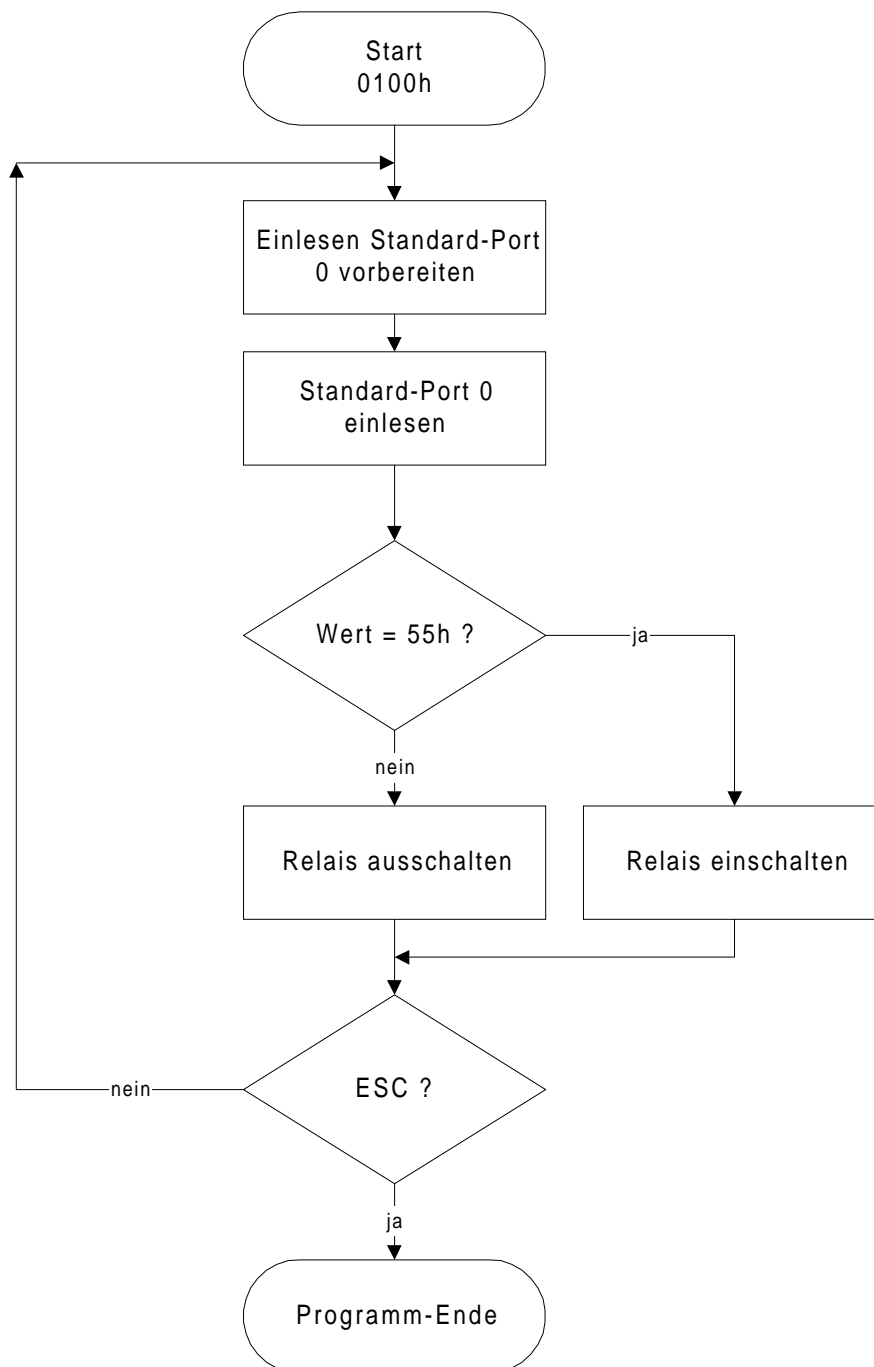 Start
0100h
Einlesen Standard-Port
0 vorbereiten
Standard-Port 0
einlesen
Wert = 55h ?
ja
nein
Relais ausschalten
Relais einschalten
nein
ESC ?
ja
Programm-Ende